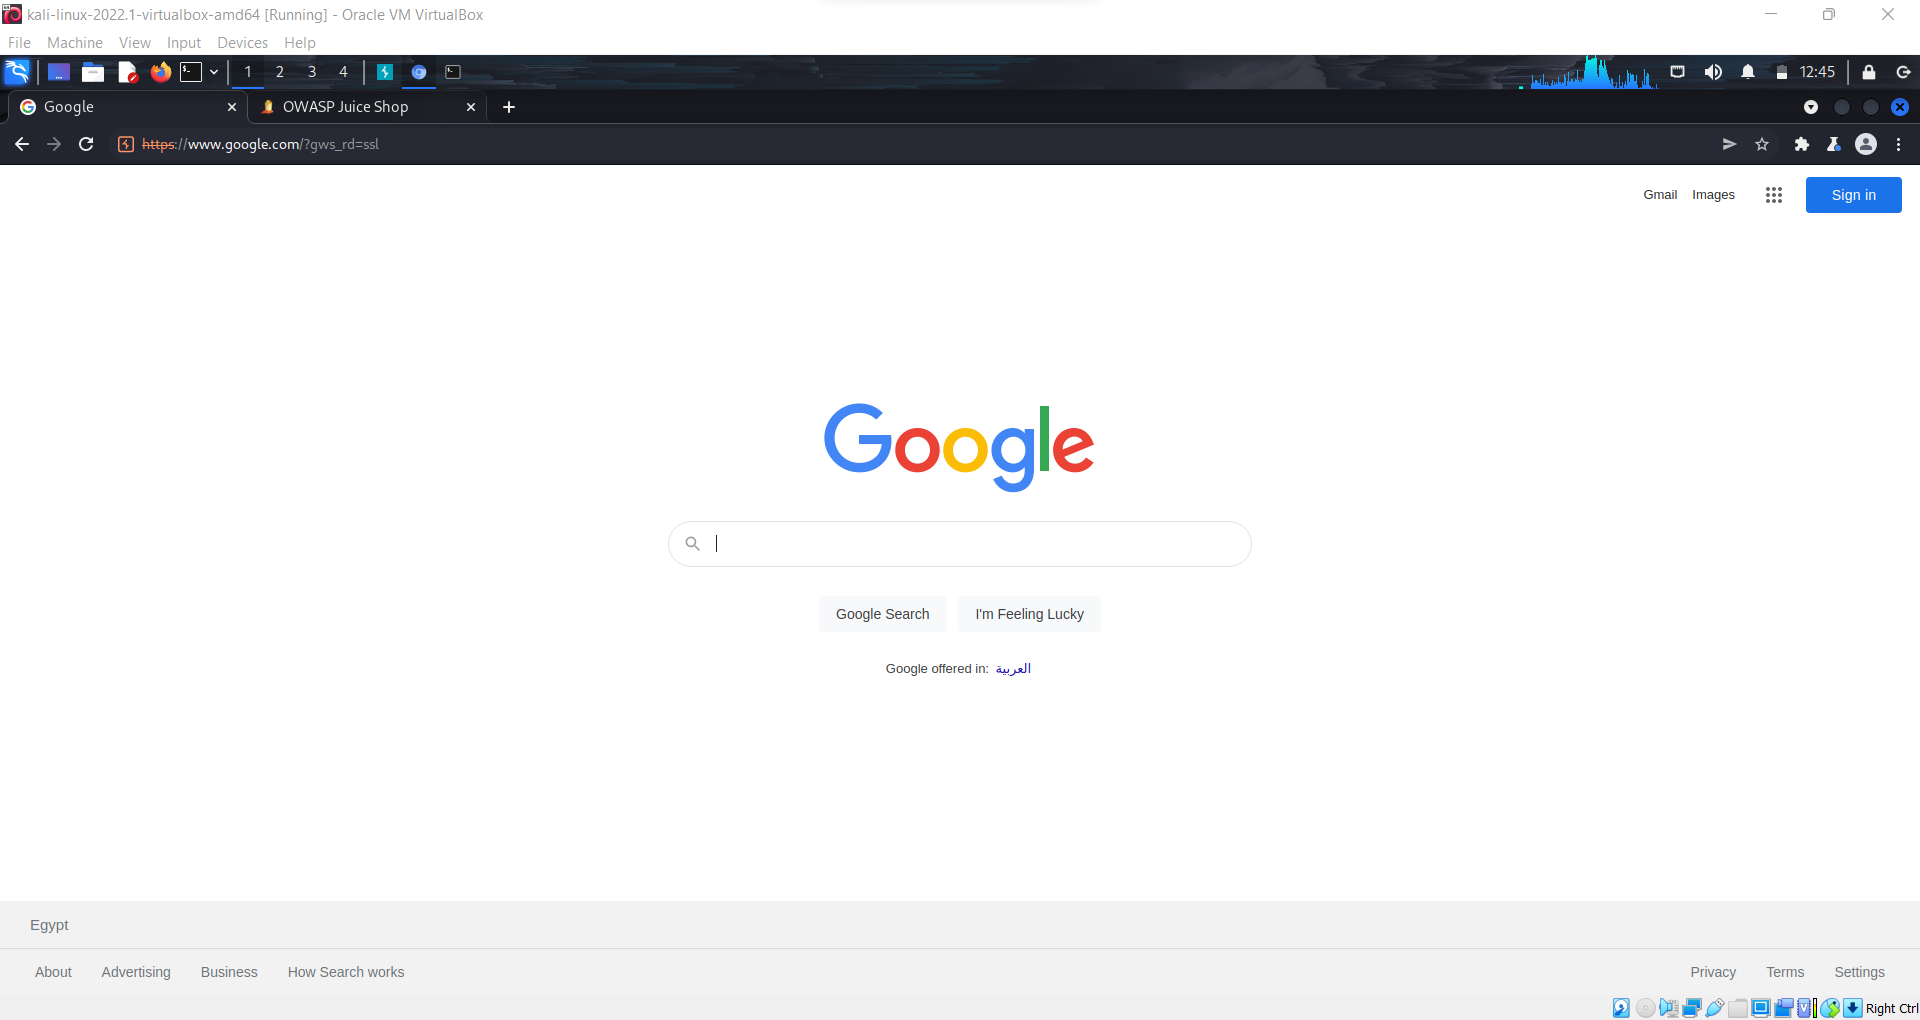 kali-linux-2022.1-virtualbox-amd64 [Running] - Oracle VM VirtualBox
File Machine View Input Devices Help
1 2 3 4 12:45
Google OWASP Juice Shop
https://www.google.com/?gws_rd=ssl
Gmail Images Sign in
Google
Google Search I'm Feeling Lucky
Google offered in: العربية
Egypt
About Advertising Business How Search works Privacy Terms Settings
Right Ctrl